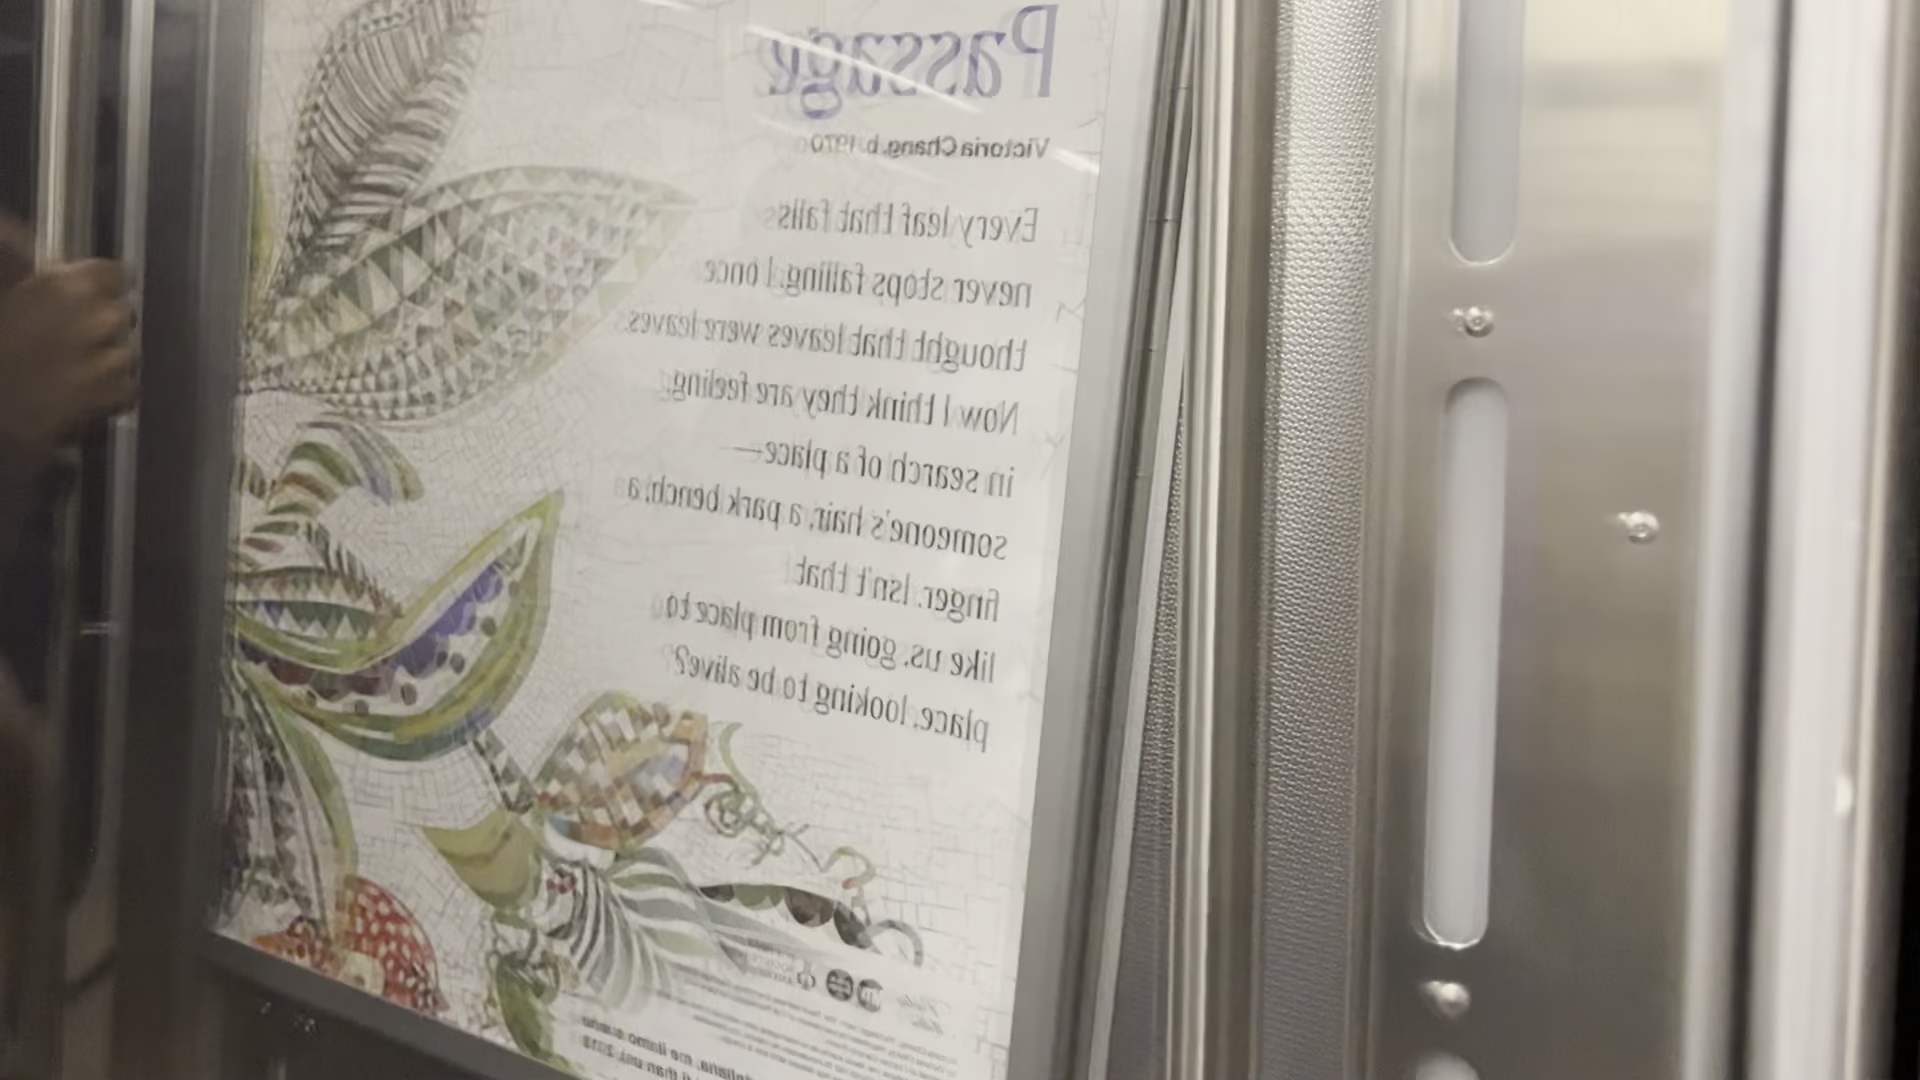 Passage
Victoria Chang, b. 1970
Every leaf that falls
never stops falling. I once
thought that leaves were leaves.
Now I think they are feeling,
in search of a place—
someone's hair, a park bench, a
finger. Isn't that
like us, going from place to
place, looking to be alive?